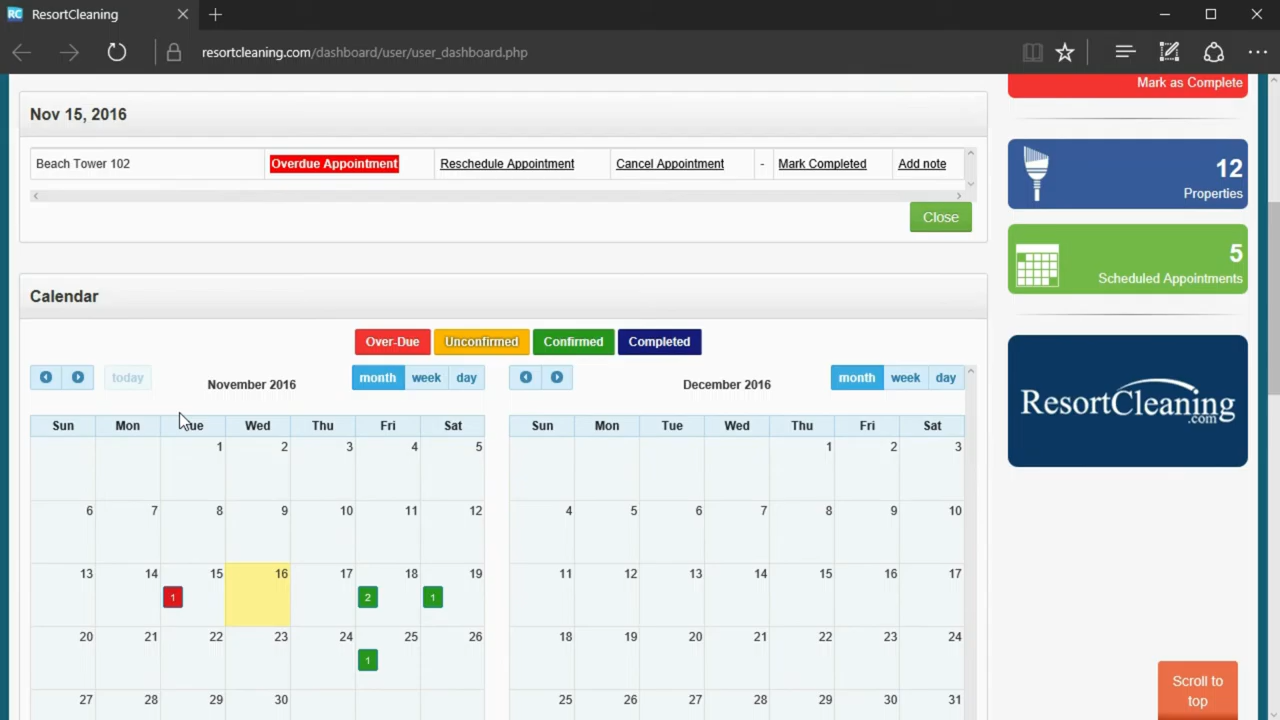 RC ResortCleaning
resortcleaning.com/dashboard/user/user_dashboard.php
Mark as Complete
Nov 15, 2016
Beach Tower 102 Overdue Appointment Reschedule Appointment Cancel Appointment - Mark Completed Add note
Close
12
Properties
5
Scheduled Appointments
ResortCleaning
.com
Calendar
Over-Due Unconfirmed Confirmed Completed
today November 2016 month week day
Sun Mon Tue Wed Thu Fri Sat
1 2 3 4 5
6 7 8 9 10 11 12
13 14 15 16 17 18 19
1 2 1
20 21 22 23 24 25 26
1
27 28 29 30
December 2016 month week day
Sun Mon Tue Wed Thu Fri Sat
1 2 3
4 5 6 7 8 9 10
11 12 13 14 15 16 17
18 19 20 21 22 23 24
25 26 27 28 29 30 31
Scroll to
top